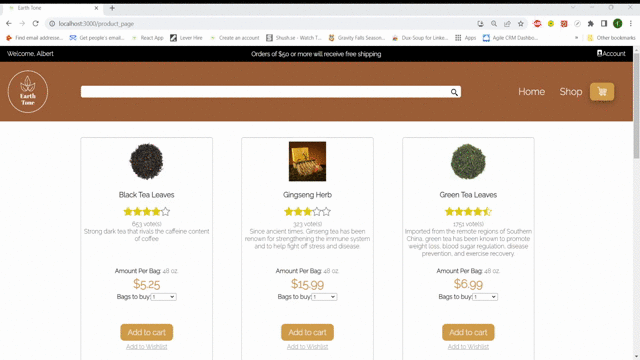 Earth Tone
localhost:3000/product_page
Find email addresse...
Get people's email...
React App
Lever Hire
Create an account
Shush.se - Watch T...
Gravity Falls Season...
Dux-Soup for Linke...
Apps
Agile CRM Dashbo...
Other bookmarks
Welcome, Albert
Orders of $50 or more will receive free shipping
Account
Earth
Tone
Home
Shop
Black Tea Leaves
653 vote(s)
Strong dark tea that rivals the caffeine content
of coffee
Amount Per Bag: 48 oz.
$5.25
Bags to buy: 1
Add to cart
Add to Wishlist
Gingseng Herb
323 vote(s)
Since ancient times, Ginseng tea has been
renown for strengthening the immune system
and to help fight off stress and disease.
Amount Per Bag: 48 oz.
$15.99
Bags to buy: 1
Add to cart
Add to Wishlist
Green Tea Leaves
1751 vote(s)
Imported from the remote regions of Southern
China, green tea has been known to promote
weight loss, blood sugar regulation, disease
prevention, and exercise recovery.
Amount Per Bag: 48 oz.
$6.99
Bags to buy: 1
Add to cart
Add to Wishlist